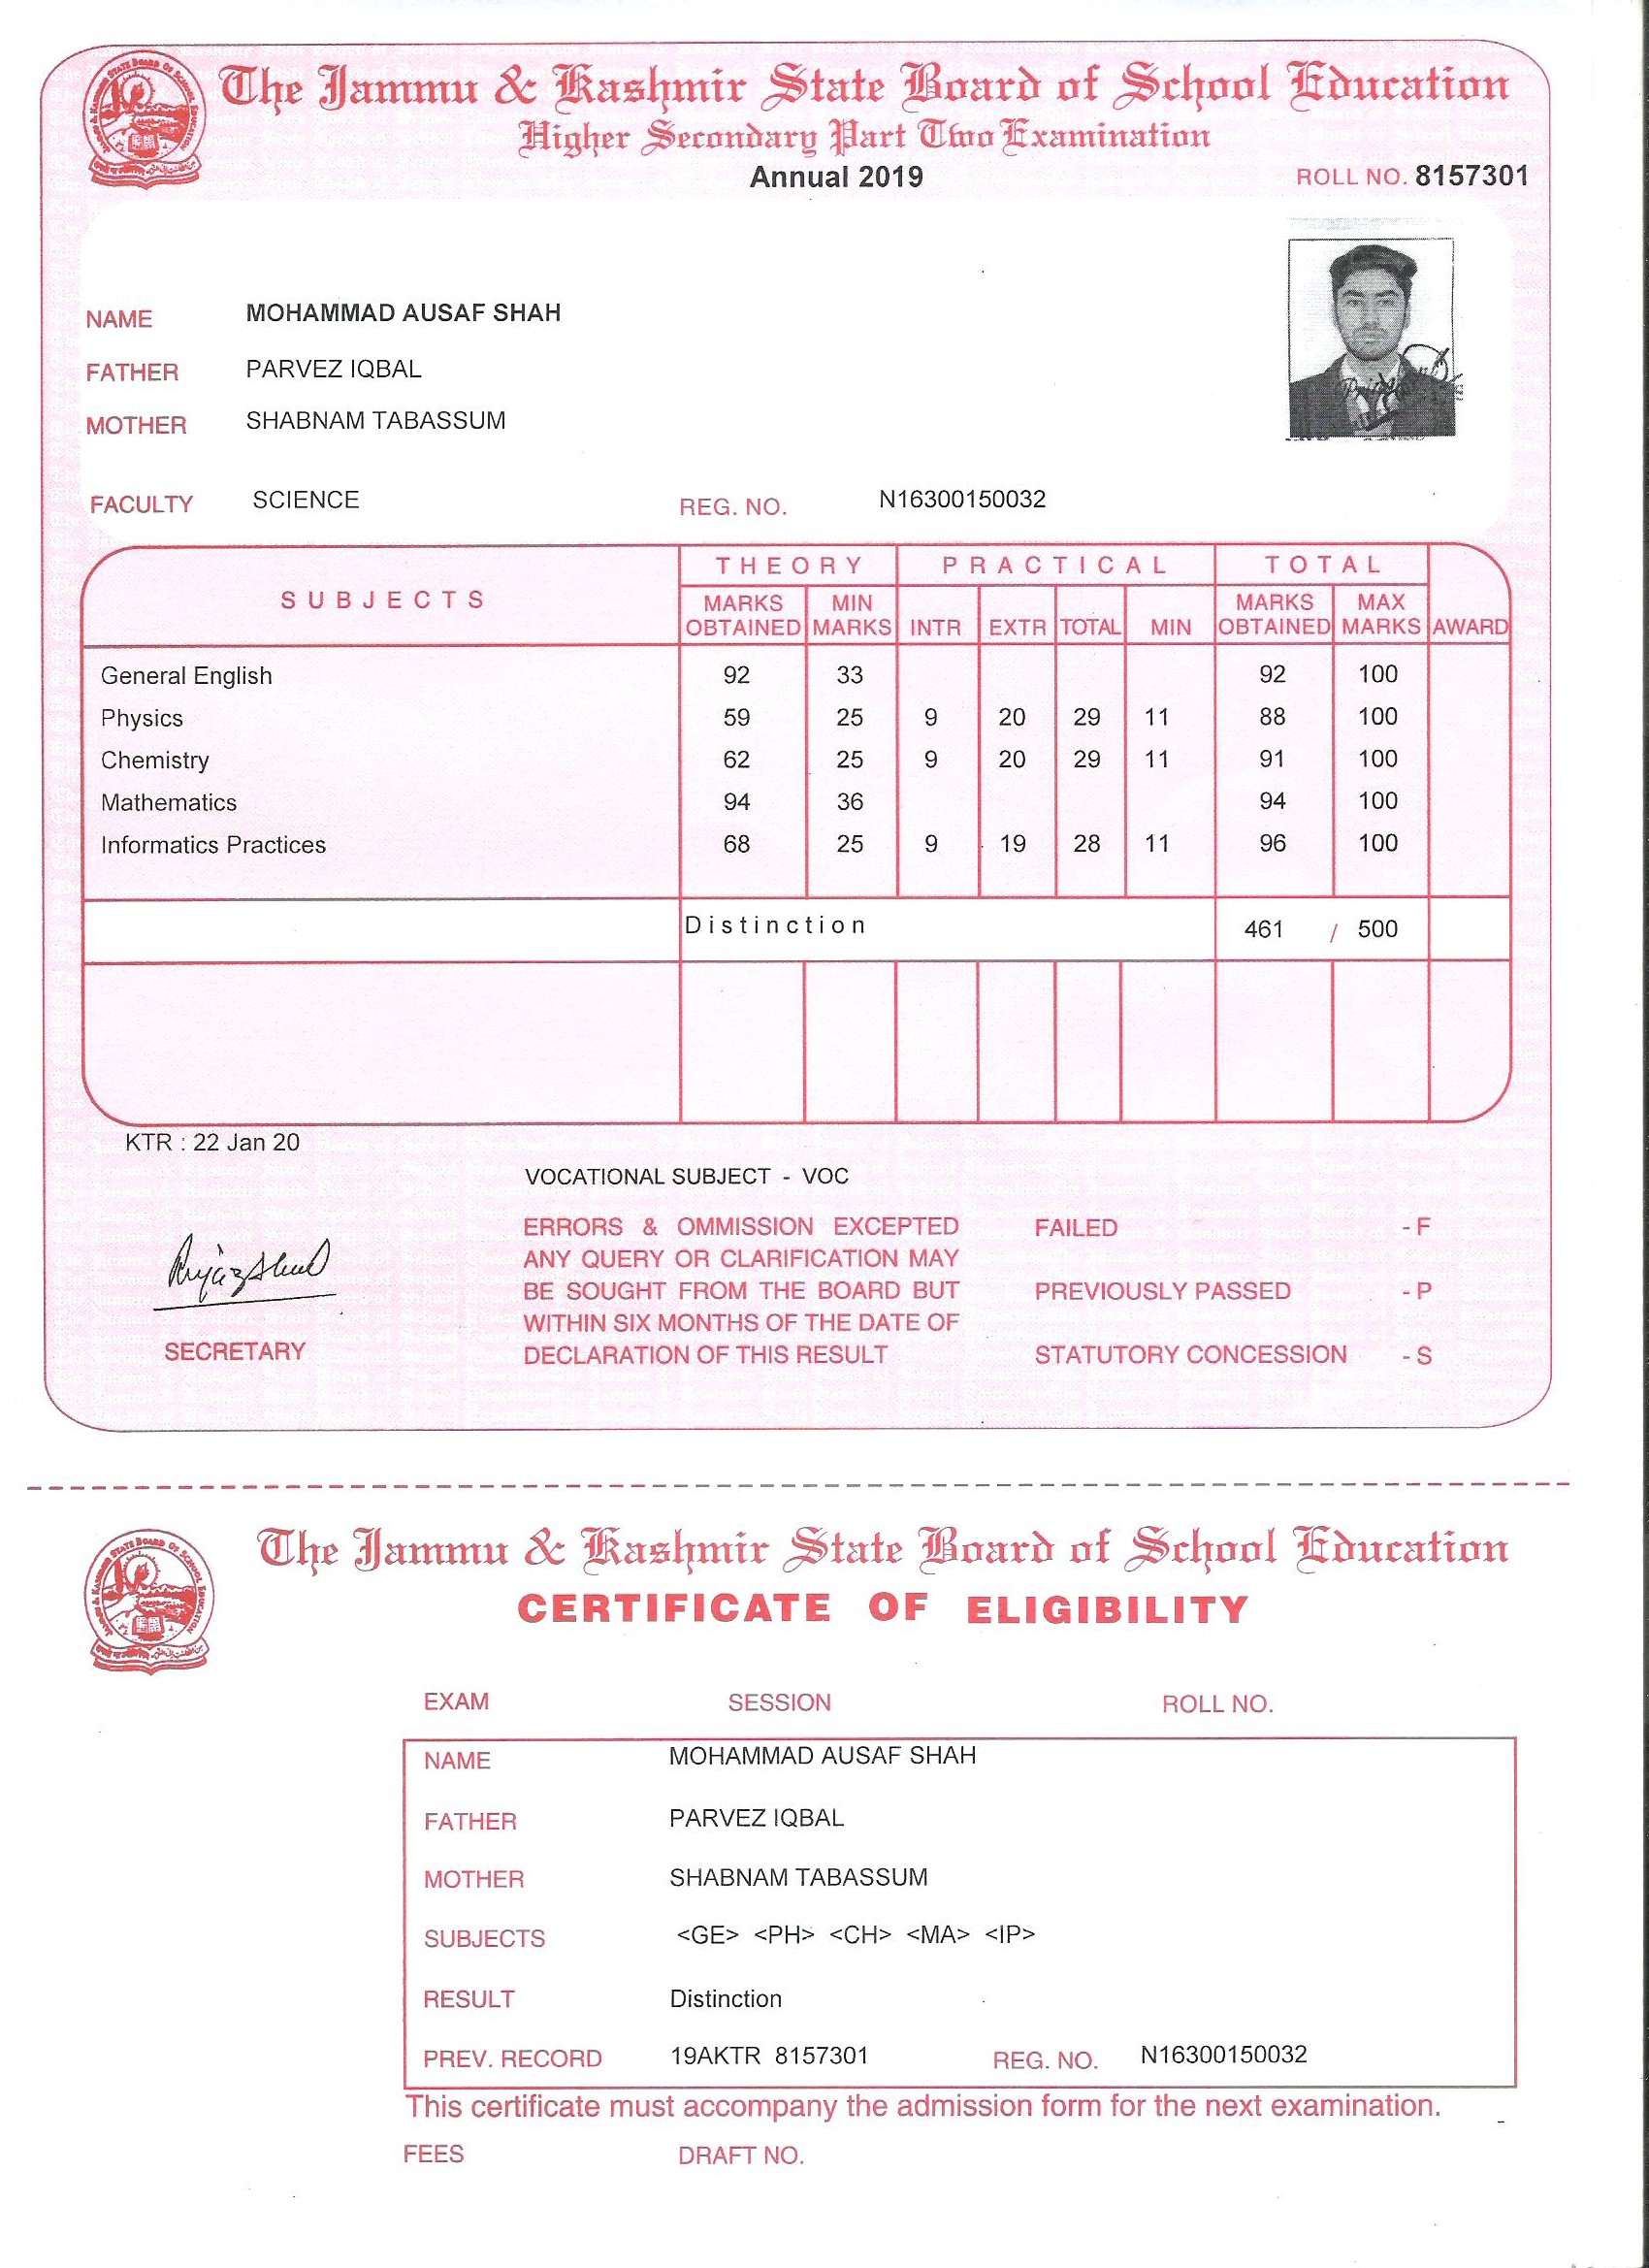 The Jammu & Kashmir State Board of School Education
Higher Secondary Part Two Examination
Annual 2019
ROLL NO. 8157301
NAME MOHAMMAD AUSAF SHAH
FATHER PARVEZ IQBAL
MOTHER SHABNAM TABASSUM
FACULTY SCIENCE REG. NO. N16300150032
SUBJECTS THEORY PRACTICAL TOTAL
MARKS OBTAINED MIN MARKS INTR EXTR TOTAL MIN MARKS OBTAINED MAX MARKS AWARD
General English 92 33 92 100
Physics 59 25 9 20 29 11 88 100
Chemistry 62 25 9 20 29 11 91 100
Mathematics 94 36 94 100
Informatics Practices 68 25 9 19 28 11 96 100
Distinction 461 / 500
KTR : 22 Jan 20
VOCATIONAL SUBJECT - VOC
ERRORS & OMMISSION EXCEPTED
ANY QUERY OR CLARIFICATION MAY
BE SOUGHT FROM THE BOARD BUT
WITHIN SIX MONTHS OF THE DATE OF
DECLARATION OF THIS RESULT
FAILED - F
PREVIOUSLY PASSED - P
STATUTORY CONCESSION - S
SECRETARY
The Jammu & Kashmir State Board of School Education
CERTIFICATE OF ELIGIBILITY
EXAM SESSION ROLL NO.
NAME MOHAMMAD AUSAF SHAH
FATHER PARVEZ IQBAL
MOTHER SHABNAM TABASSUM
SUBJECTS <GE> <PH> <CH> <MA> <IP>
RESULT Distinction
PREV. RECORD 19AKTR 8157301 REG. NO. N16300150032
This certificate must accompany the admission form for the next examination.
FEES DRAFT NO.